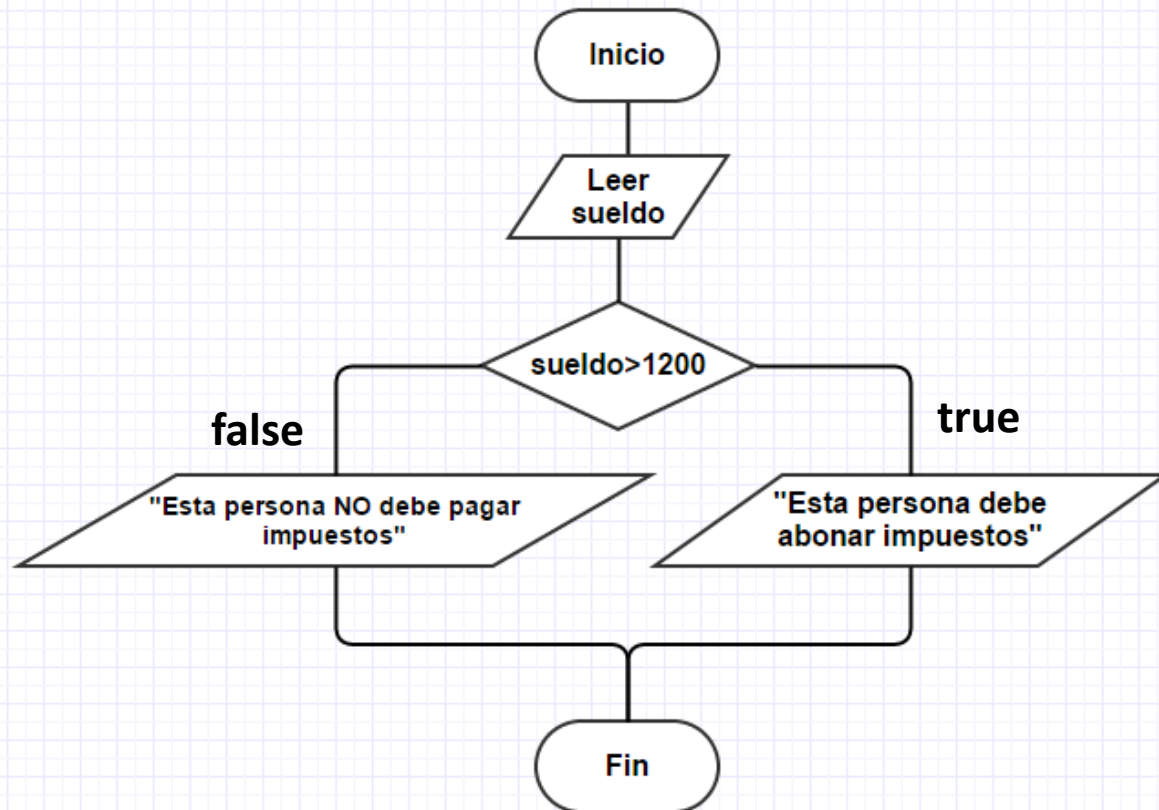 Inicio
Leer
sueldo
sueldo>1200
false
true
"Esta persona NO debe pagar
impuestos"
"Esta persona debe
abonar impuestos"
Fin